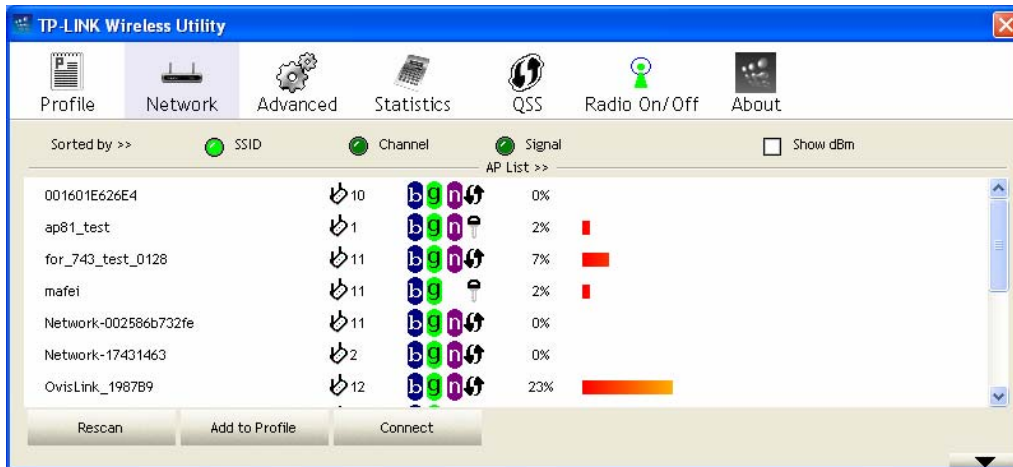 TP-LINK Wireless Utility
Profile Network Advanced Statistics QSS Radio On/Off About
Sorted by >> SSID Channel Signal Show dBm
AP List >>
001601E626E4 10 b g n 0%
ap81_test 1 b g n 2%
for_743_test_0128 11 b g n 7%
mafei 11 b g 2%
Network-002586b732fe 11 b g n 0%
Network-17431463 2 b g n 0%
OvisLink_1987B9 12 b g n 23%
Rescan Add to Profile Connect